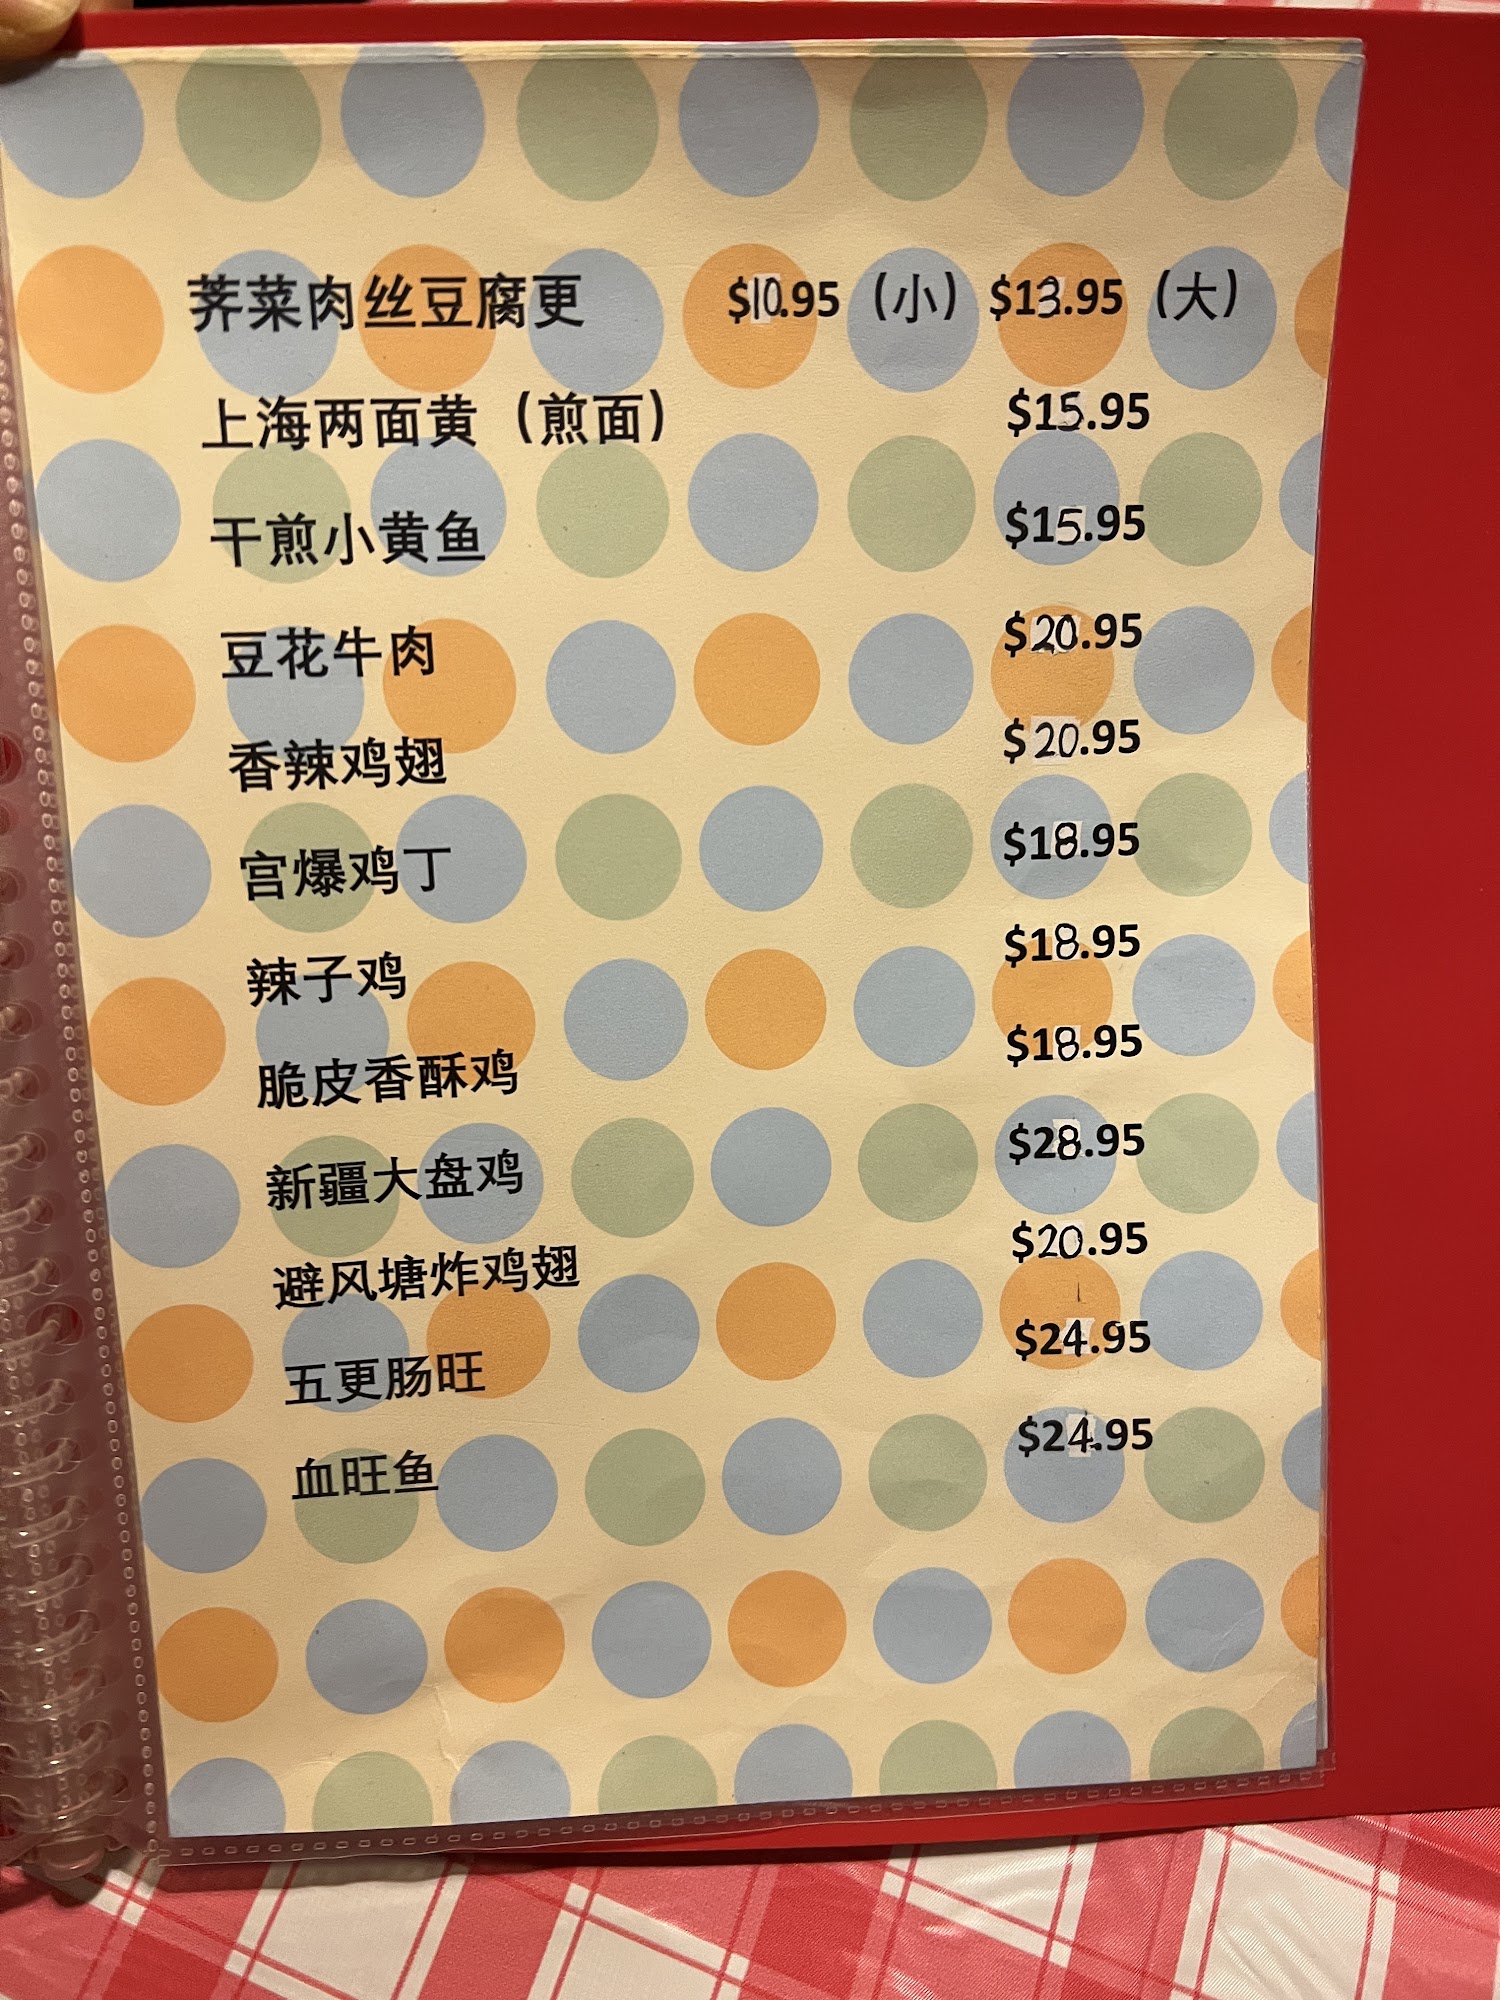 荠菜肉丝豆腐更 $10.95（小）$13.95（大）
上海两面黄（煎面） $15.95
干煎小黄鱼 $15.95
豆花牛肉 $20.95
香辣鸡翅 $20.95
宫爆鸡丁 $18.95
辣子鸡 $18.95
脆皮香酥鸡 $18.95
新疆大盘鸡 $28.95
避风塘炸鸡翅 $20.95
五更肠旺 $24.95
血旺鱼 $24.95